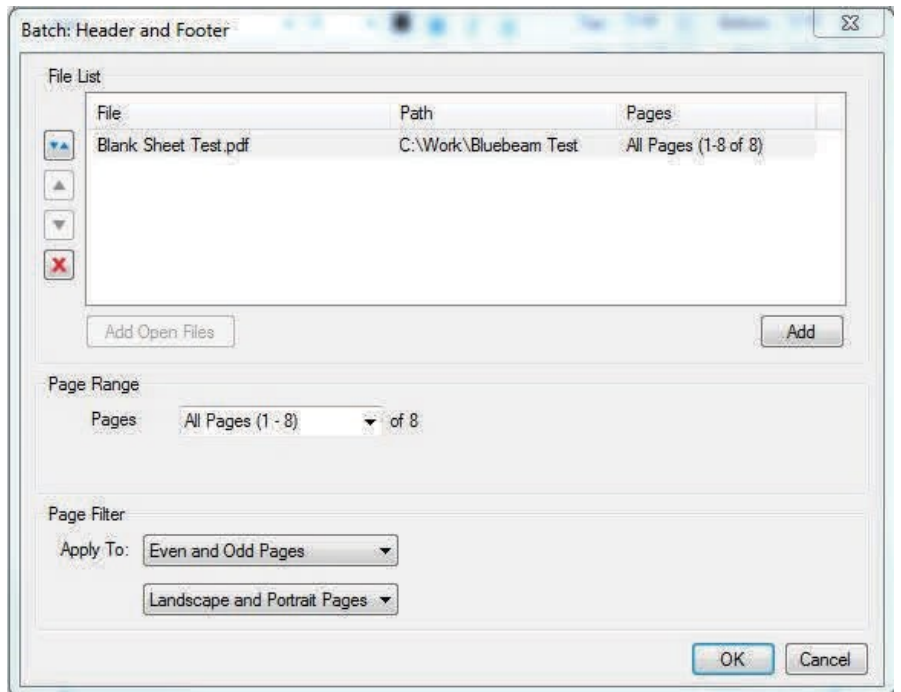 Batch: Header and Footer
File List
File Path Pages
Blank Sheet Test.pdf C:\Work\Bluebeam Test All Pages (1-8 of 8)
Add Open Files Add
Page Range
Pages All Pages (1 - 8) of 8
Page Filter
Apply To: Even and Odd Pages
Landscape and Portrait Pages
OK Cancel